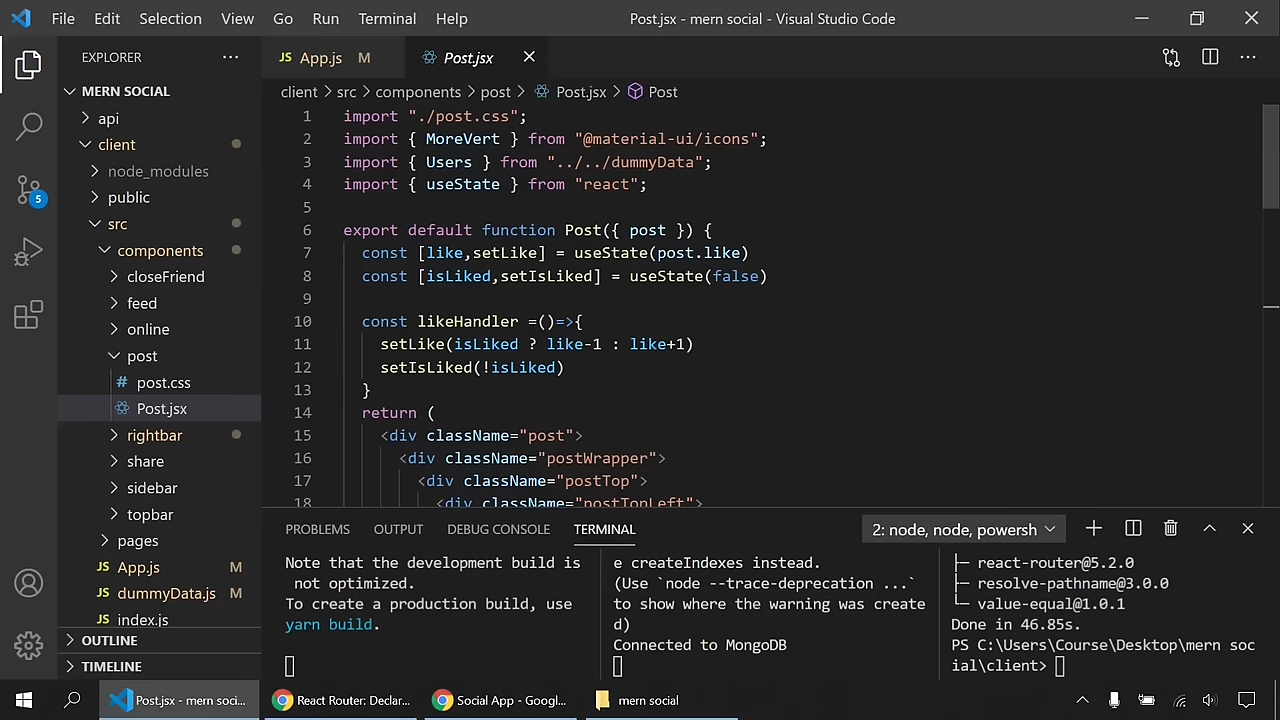 File Edit Selection View Go Run Terminal Help Post.jsx - mern social - Visual Studio Code
EXPLORER
MERN SOCIAL
api
client
node_modules
public
src
components
closeFriend
feed
online
post
# post.css
Post.jsx
rightbar
share
sidebar
topbar
pages
JS App.js M
JS dummyData.js M
JS index.js
OUTLINE
TIMELINE
5
JS App.js M Post.jsx
client > src > components > post > Post.jsx > Post
1 import "./post.css";
2 import { MoreVert } from "@material-ui/icons";
3 import { Users } from "../../dummyData";
4 import { useState } from "react";
5
6 export default function Post({ post }) {
7 const [like,setLike] = useState(post.like)
8 const [isLiked,setIsLiked] = useState(false)
9
10 const likeHandler =()=>{
11 setLike(isLiked ? like-1 : like+1)
12 setIsLiked(!isLiked)
13 }
14 return (
15 <div className="post">
16 <div className="postWrapper">
17 <div className="postTop">
18 <div className="postTopLeft">
PROBLEMS OUTPUT DEBUG CONSOLE TERMINAL 2: node, node, powersh
Note that the development build is
not optimized.
To create a production build, use
yarn build.
e createIndexes instead.
(Use `node --trace-deprecation ...`
to show where the warning was create
d)
Connected to MongoDB
├─ react-router@5.2.0
├─ resolve-pathname@3.0.0
└─ value-equal@1.0.1
Done in 46.85s.
PS C:\Users\Course\Desktop\mern soc
ial\client>
Post.jsx - mern soci... React Router: Declar... Social App - Googl... mern social